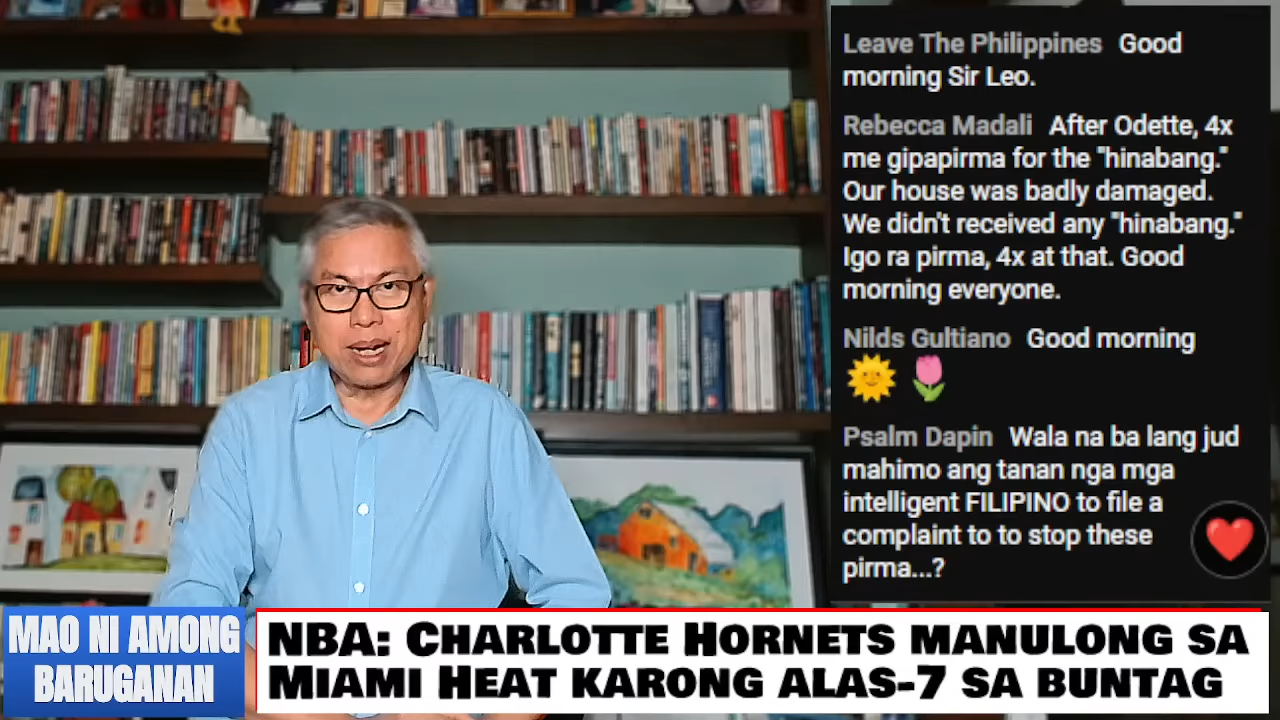 Leave The Philippines Good
morning Sir Leo.
Rebecca Madali After Odette, 4x
me gipapirma for the "hinabang."
Our house was badly damaged.
We didn't received any "hinabang."
Igo ra pirma, 4x at that. Good
morning everyone.
Nilds Gultiano Good morning
Psalm Dapin Wala na ba lang jud
mahimo ang tanan nga mga
intelligent FILIPINO to file a
complaint to to stop these
pirma...?
MAO NI AMONG
BARUGANAN
NBA: CHARLOTTE HORNETS MANULONG SA
MIAMI HEAT KARONG ALAS-7 SA BUNTAG